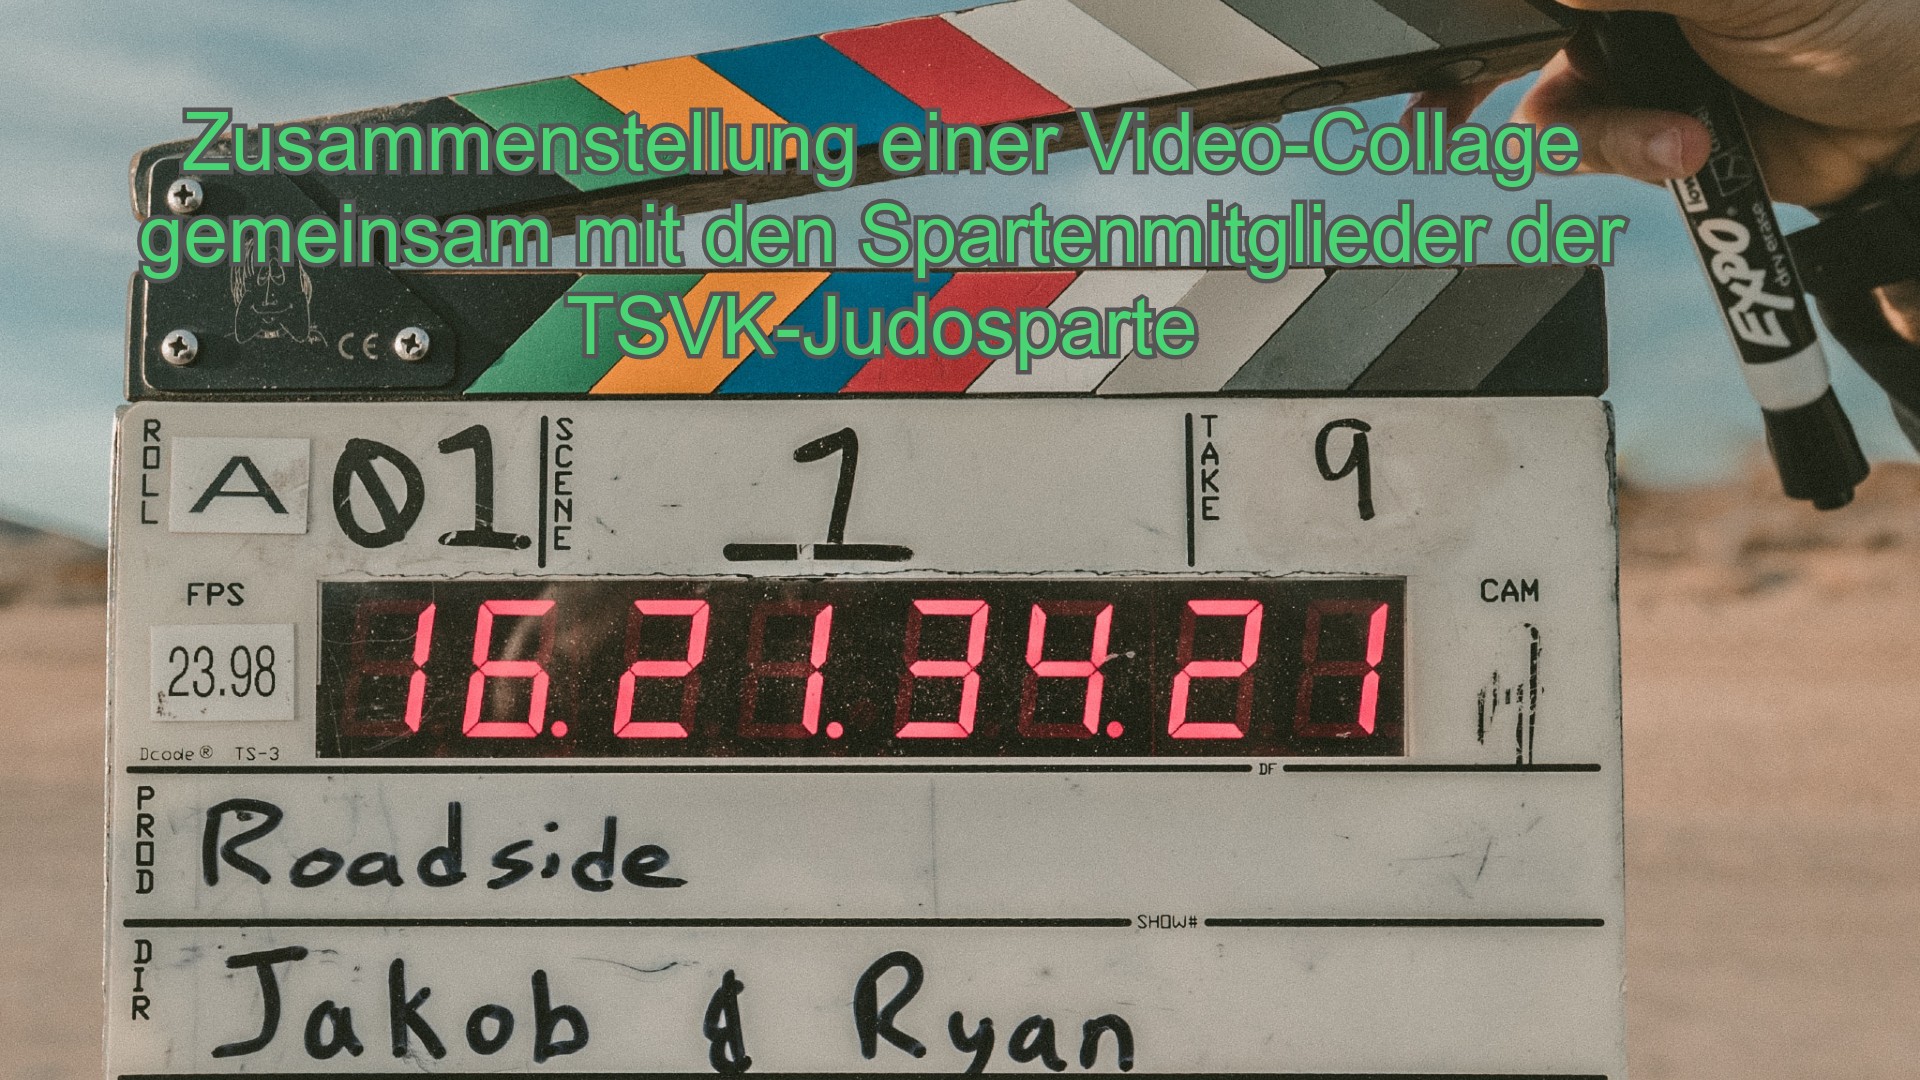 Zusammenstellung einer Video-Collage
gemeinsam mit den Spartenmitglieder der
TSVK-Judosparte
EXPO
dry erase
CE
ROLL A 01 SCENE 1 TAKE 9
FPS
23.98
16.21.34.21
CAM
Dcode® TS-3
DF
PROD Roadside
SHOW#
DIR Jakob & Ryan